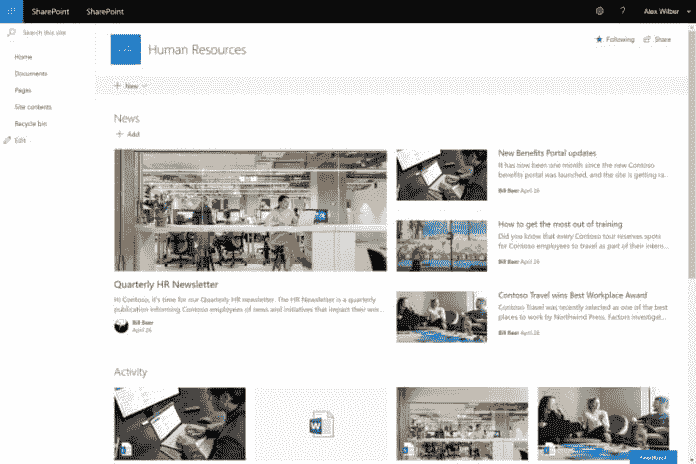 SharePoint SharePoint ? Alex Wilber
Search this site
Home
Documents
Pages
Site contents
Recycle bin
Edit
Human Resources
Following Share
+ New
News
+ Add
Quarterly HR Newsletter
Hi Contoso, it's time for our Quarterly HR newsletter. The HR Newsletter is a quarterly
publication informing Contoso employees of news and initiatives that impact their wor...
Bill Baer
April 26
New Benefits Portal updates
It has now been one month since the new Contoso
benefits portal was launched, and the site is getting ra...
Bill Baer April 26
How to get the most out of training
Did you know that every Contoso tour reserves spots
for Contoso employees to travel as part of their intern...
Bill Baer April 26
Contoso Travel wins Best Workplace Award
Contoso Travel was recently selected as one of the best
places to work by Northwind Press. Factors investigat...
Bill Baer April 26
Activity
W